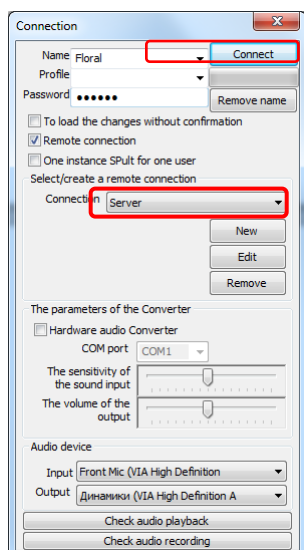 Connection
Name Floral Connect
Profile
Password ●●●●●● Remove name
To load the changes without confirmation
Remote connection
One instance SPult for one user
Select/create a remote connection
Connection Server
New
Edit
Remove
The parameters of the Converter
Hardware audio Converter
COM port COM1
The sensitivity of
the sound input
The volume of the
output
Audio device
Input Front Mic (VIA High Definition
Output Динамики (VIA High Definition A
Check audio playback
Check audio recording